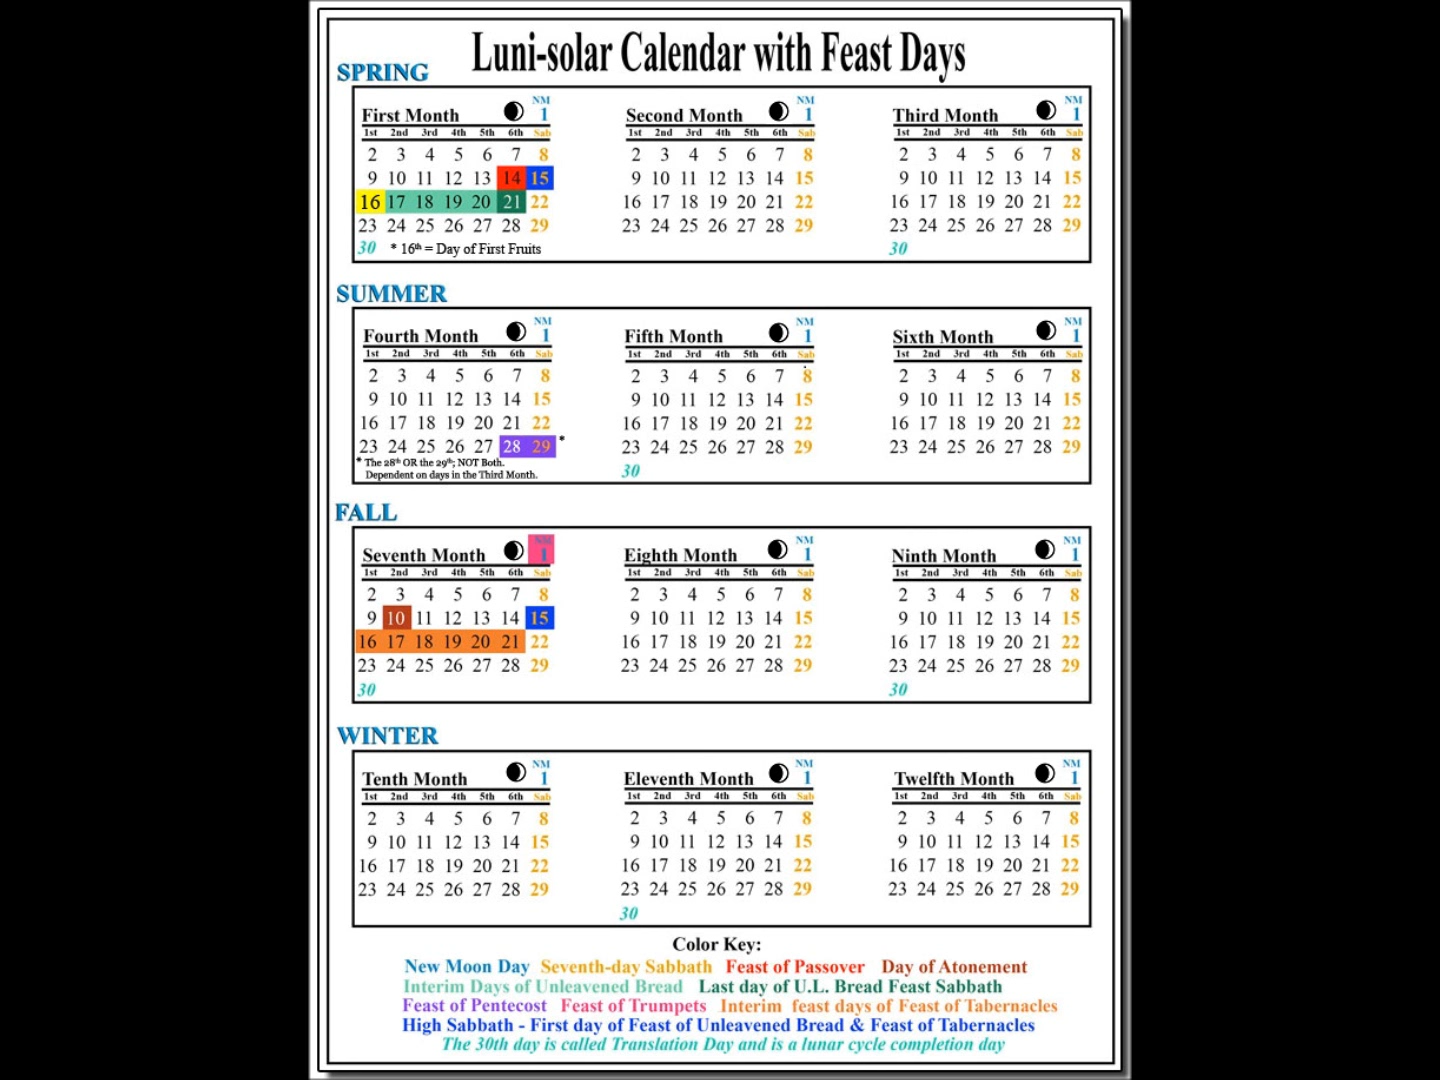 Luni-solar Calendar with Feast Days
SPRING
First Month NM 1
1st 2nd 3rd 4th 5th 6th Sab
2 3 4 5 6 7 8
9 10 11 12 13 14 15
16 17 18 19 20 21 22
23 24 25 26 27 28 29
30 * 16th = Day of First Fruits
Second Month NM 1
1st 2nd 3rd 4th 5th 6th Sab
2 3 4 5 6 7 8
9 10 11 12 13 14 15
16 17 18 19 20 21 22
23 24 25 26 27 28 29
Third Month NM 1
1st 2nd 3rd 4th 5th 6th Sab
2 3 4 5 6 7 8
9 10 11 12 13 14 15
16 17 18 19 20 21 22
23 24 25 26 27 28 29
30
SUMMER
Fourth Month NM 1
1st 2nd 3rd 4th 5th 6th Sab
2 3 4 5 6 7 8
9 10 11 12 13 14 15
16 17 18 19 20 21 22
23 24 25 26 27 28 29 *
* The 28th OR the 29th; NOT Both.
Dependent on days in the Third Month.
Fifth Month NM 1
1st 2nd 3rd 4th 5th 6th Sab
2 3 4 5 6 7 8
9 10 11 12 13 14 15
16 17 18 19 20 21 22
23 24 25 26 27 28 29
30
Sixth Month NM 1
1st 2nd 3rd 4th 5th 6th Sab
2 3 4 5 6 7 8
9 10 11 12 13 14 15
16 17 18 19 20 21 22
23 24 25 26 27 28 29
FALL
Seventh Month NM 1
1st 2nd 3rd 4th 5th 6th Sab
2 3 4 5 6 7 8
9 10 11 12 13 14 15
16 17 18 19 20 21 22
23 24 25 26 27 28 29
30
Eighth Month NM 1
1st 2nd 3rd 4th 5th 6th Sab
2 3 4 5 6 7 8
9 10 11 12 13 14 15
16 17 18 19 20 21 22
23 24 25 26 27 28 29
Ninth Month NM 1
1st 2nd 3rd 4th 5th 6th Sab
2 3 4 5 6 7 8
9 10 11 12 13 14 15
16 17 18 19 20 21 22
23 24 25 26 27 28 29
30
WINTER
Tenth Month NM 1
1st 2nd 3rd 4th 5th 6th Sab
2 3 4 5 6 7 8
9 10 11 12 13 14 15
16 17 18 19 20 21 22
23 24 25 26 27 28 29
Eleventh Month NM 1
1st 2nd 3rd 4th 5th 6th Sab
2 3 4 5 6 7 8
9 10 11 12 13 14 15
16 17 18 19 20 21 22
23 24 25 26 27 28 29
30
Twelfth Month NM 1
1st 2nd 3rd 4th 5th 6th Sab
2 3 4 5 6 7 8
9 10 11 12 13 14 15
16 17 18 19 20 21 22
23 24 25 26 27 28 29
Color Key:
New Moon Day Seventh-day Sabbath Feast of Passover Day of Atonement
Interim Days of Unleavened Bread Last day of U.L. Bread Feast Sabbath
Feast of Pentecost Feast of Trumpets Interim feast days of Feast of Tabernacles
High Sabbath - First day of Feast of Unleavened Bread & Feast of Tabernacles
The 30th day is called Translation Day and is a lunar cycle completion day